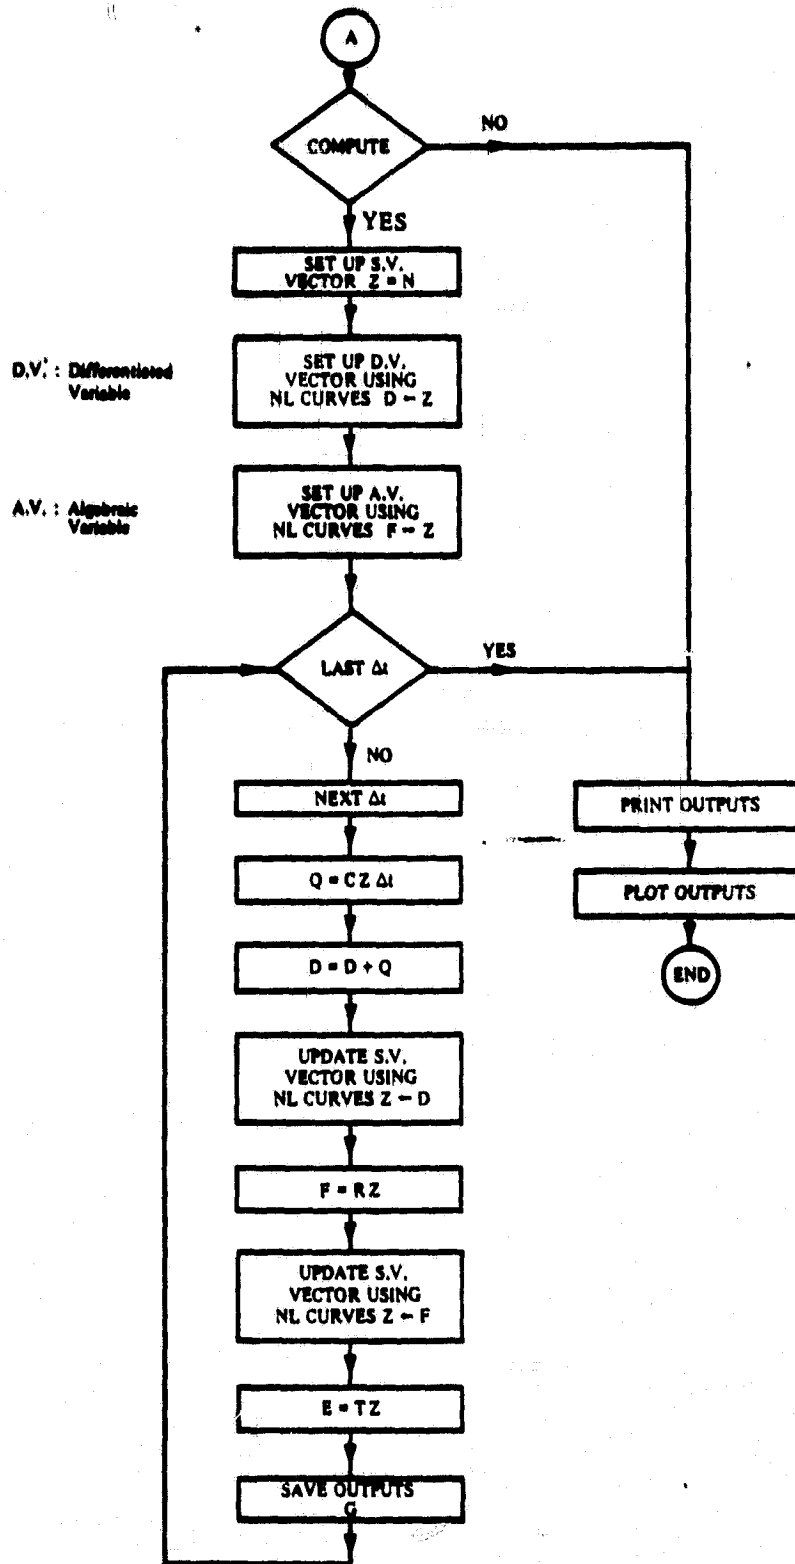 A
COMPUTE
NO
YES
SET UP S.V.
VECTOR Z = N
D.V. : Differentiated
Variable
SET UP D.V.
VECTOR USING
NL CURVES D ← Z
A.V. : Algebraic
Variable
SET UP A.V.
VECTOR USING
NL CURVES F ← Z
LAST Δt
YES
NO
NEXT Δt
PRINT OUTPUTS
Q = C Z Δt
PLOT OUTPUTS
D = D + Q
END
UPDATE S.V.
VECTOR USING
NL CURVES Z ← D
F = R Z
UPDATE S.V.
VECTOR USING
NL CURVES Z ← F
E = T Z
SAVE OUTPUTS
G